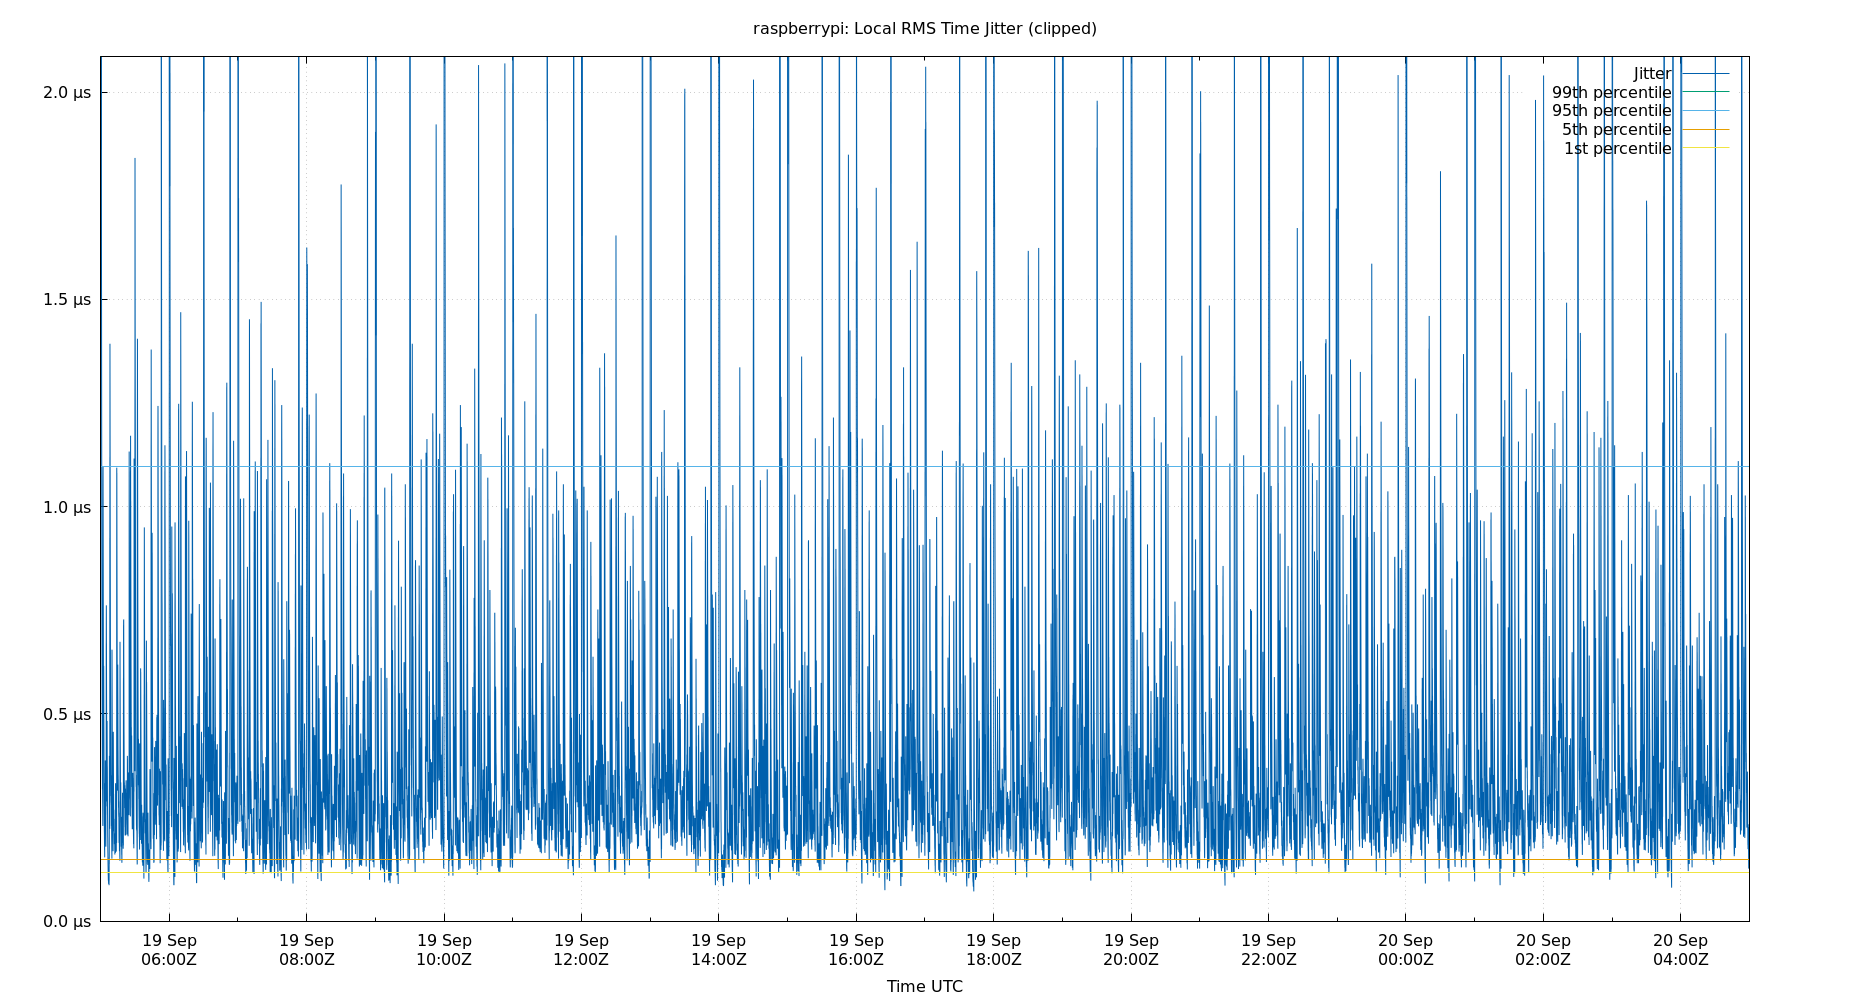 raspberrypi: Local RMS Time Jitter (clipped)
Jitter
99th percentile
95th percentile
5th percentile
1st percentile
2.0 μs
1.5 μs
1.0 μs
0.5 μs
0.0 μs
19 Sep 19 Sep 19 Sep 19 Sep 19 Sep 19 Sep 19 Sep 19 Sep 19 Sep 20 Sep 20 Sep 20 Sep
06:00Z 08:00Z 10:00Z 12:00Z 14:00Z 16:00Z 18:00Z 20:00Z 22:00Z 00:00Z 02:00Z 04:00Z
Time UTC